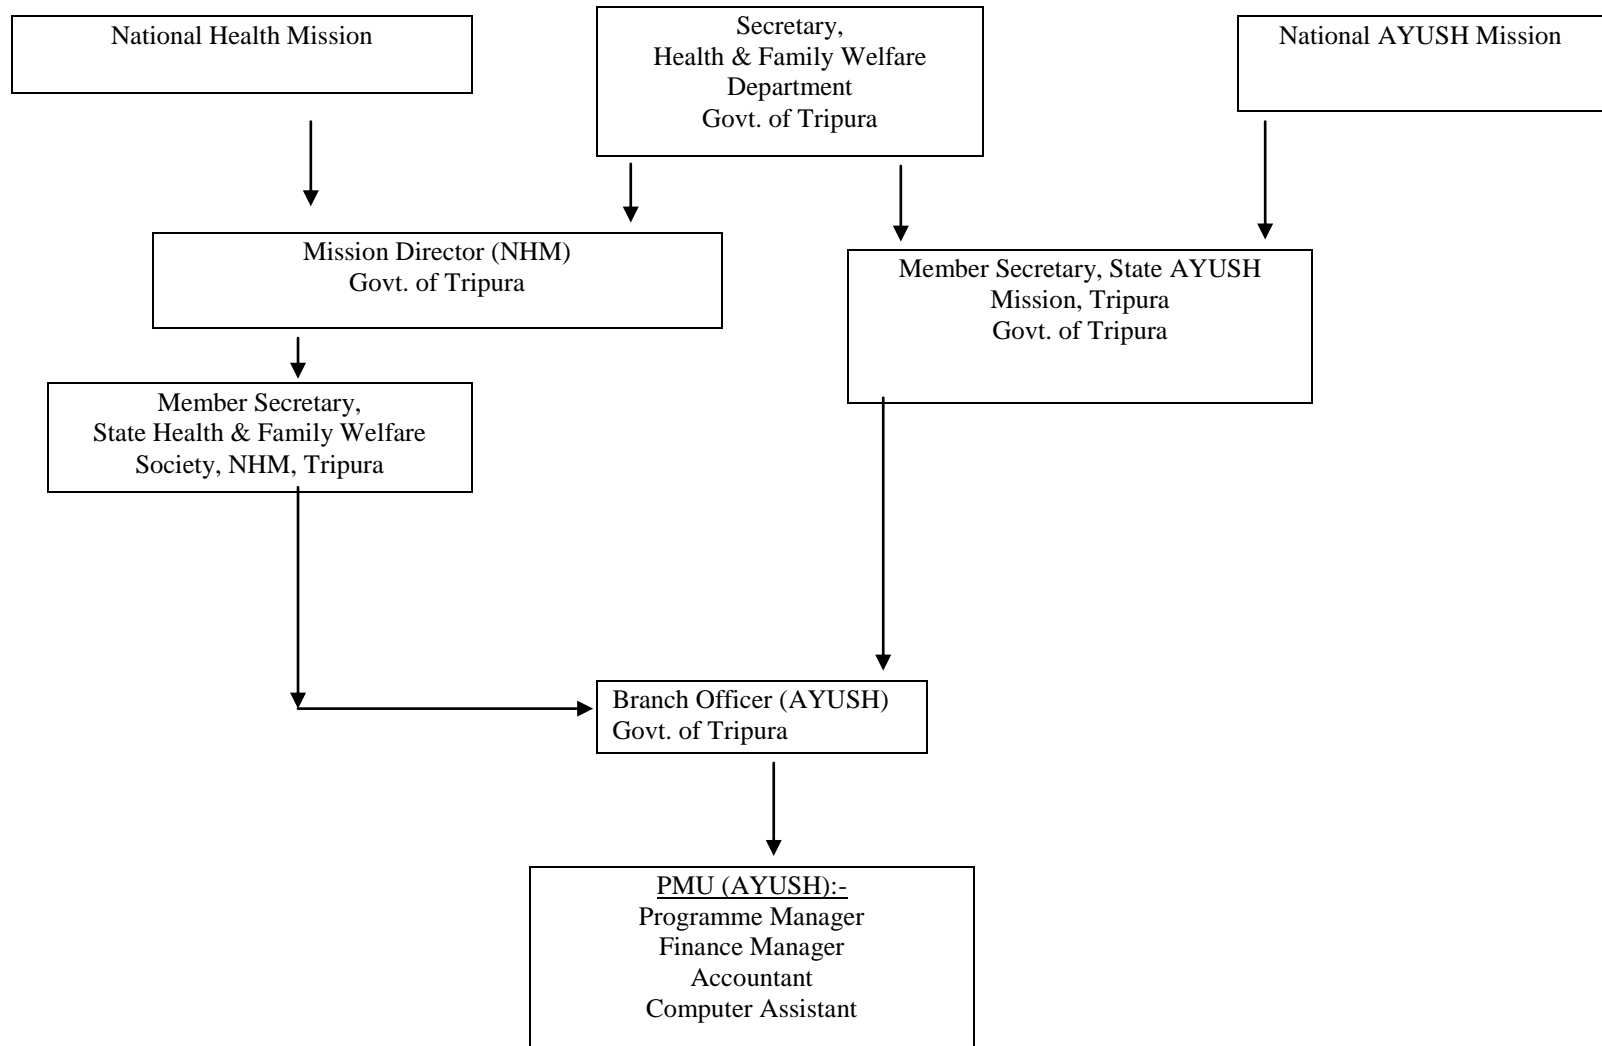 National Health Mission
Secretary,
Health & Family Welfare
Department
Govt. of Tripura
National AYUSH Mission
Mission Director (NHM)
Govt. of Tripura
Member Secretary, State AYUSH
Mission, Tripura
Govt. of Tripura
Member Secretary,
State Health & Family Welfare
Society, NHM, Tripura
Branch Officer (AYUSH)
Govt. of Tripura
PMU (AYUSH):-
Programme Manager
Finance Manager
Accountant
Computer Assistant